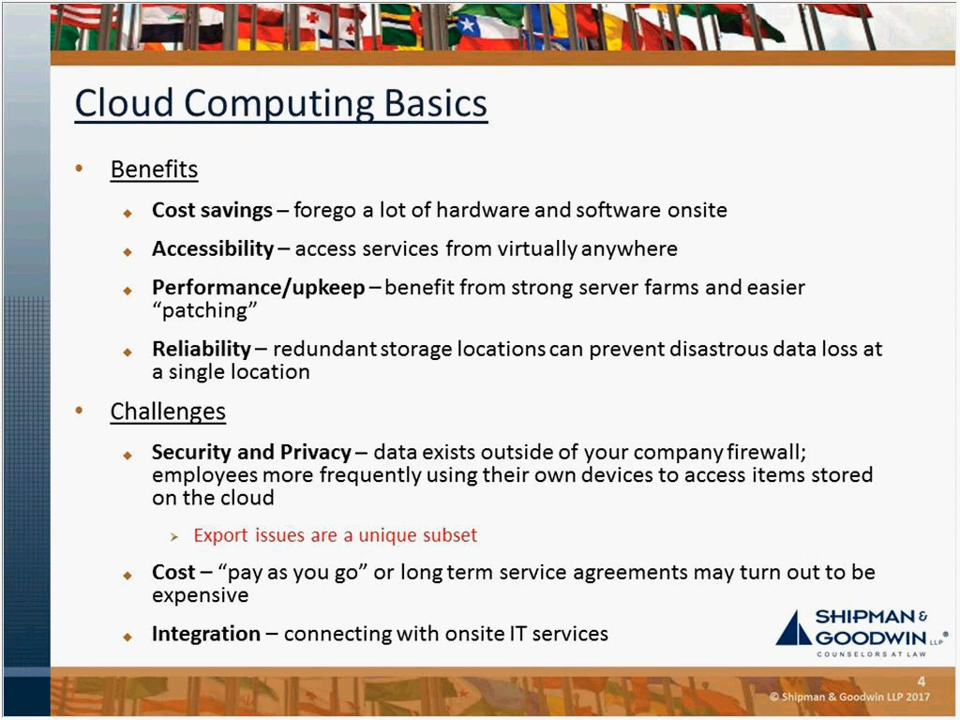 Cloud Computing Basics
• Benefits
Cost savings – forego a lot of hardware and software onsite
Accessibility – access services from virtually anywhere
Performance/upkeep – benefit from strong server farms and easier
“patching”
Reliability – redundant storage locations can prevent disastrous data loss at
a single location
• Challenges
Security and Privacy – data exists outside of your company firewall;
employees more frequently using their own devices to access items stored
on the cloud
Export issues are a unique subset
Cost – “pay as you go” or long term service agreements may turn out to be
expensive
Integration – connecting with onsite IT services
SHIPMAN &
GOODWIN LLP®
COUNSELORS AT LAW
4
© Shipman & Goodwin LLP 2017